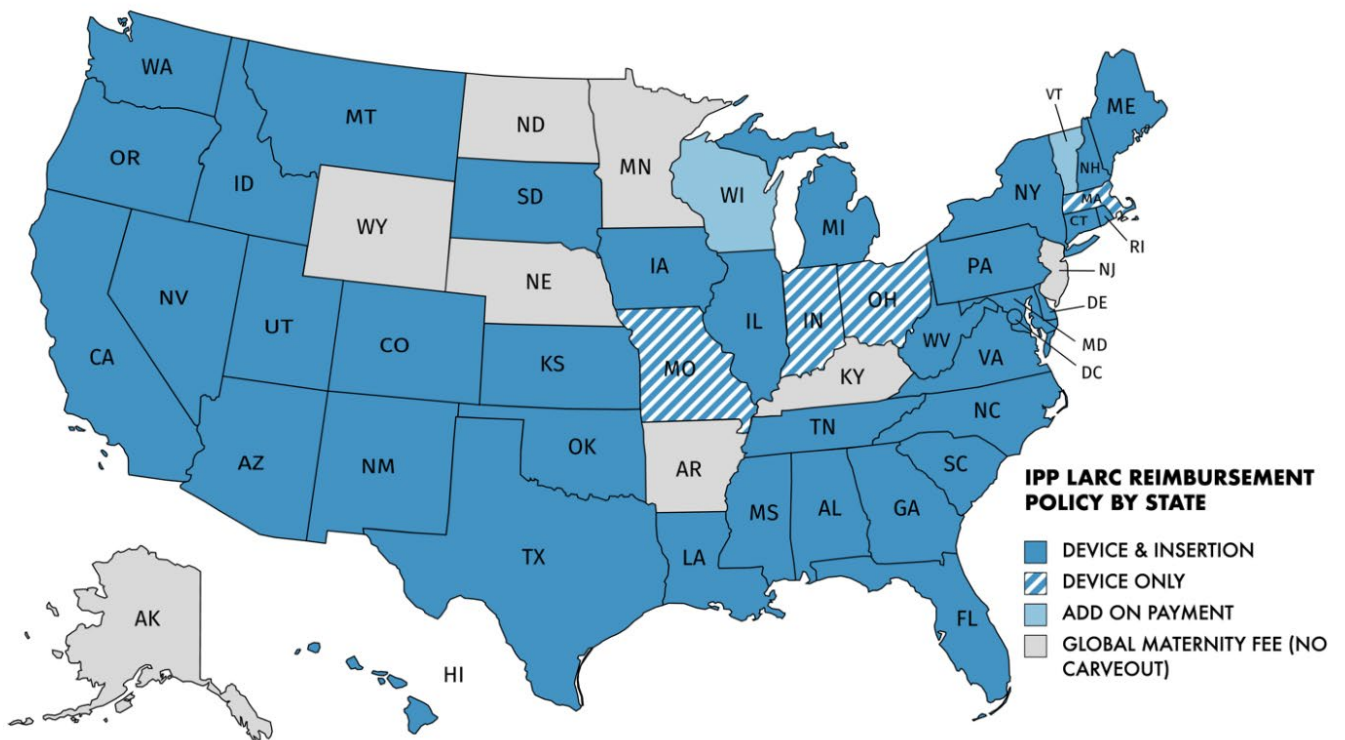 WA
MT
ND
MN
VT
ME
OR
ID
SD
WI
NH
WY
MI
NY
MA
CT
RI
NV
NE
IA
PA
NJ
UT
CO
IL
IN
OH
DE
CA
KS
MO
WV
MD
KY
VA
DC
AZ
NM
OK
AR
TN
NC
SC
MS
AL
GA
TX
LA
FL
AK
HI
IPP LARC REIMBURSEMENT
POLICY BY STATE
DEVICE & INSERTION
DEVICE ONLY
ADD ON PAYMENT
GLOBAL MATERNITY FEE (NO
CARVEOUT)